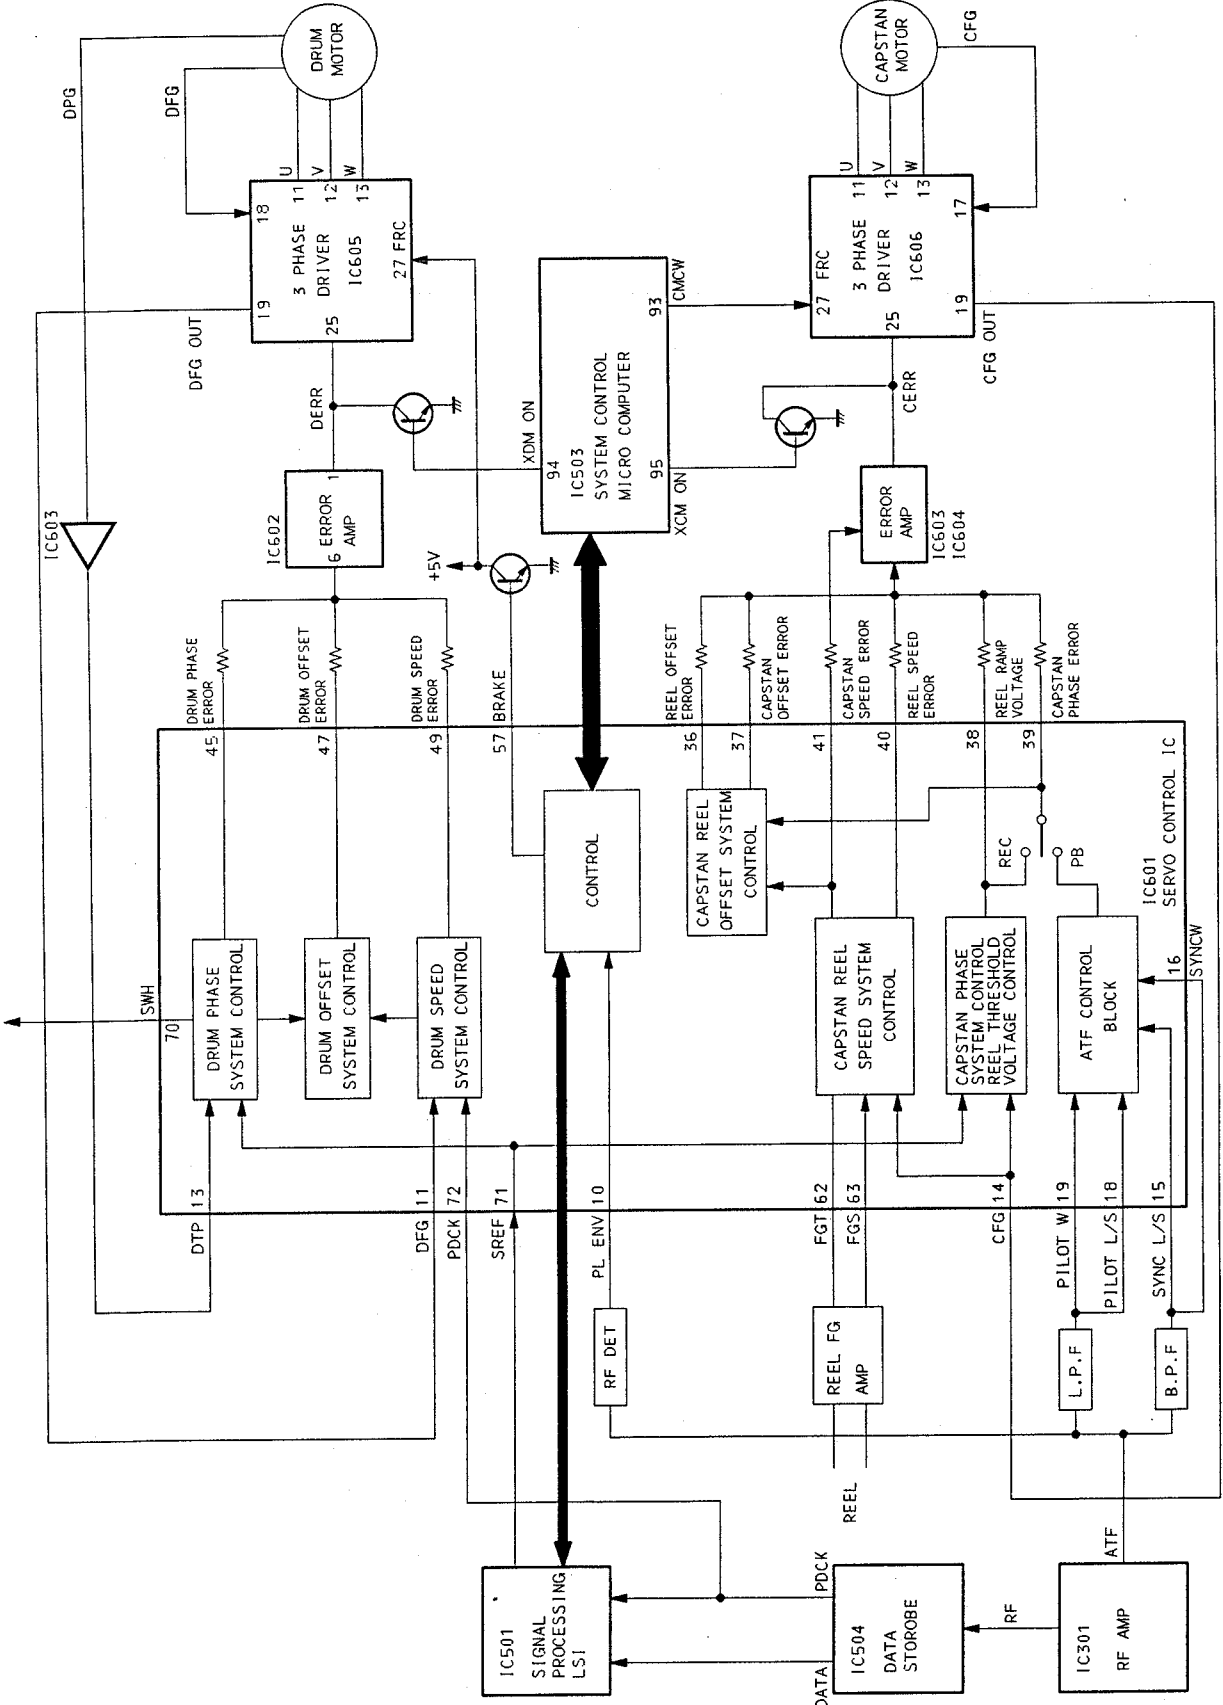 DRUM
MOTOR
CAPSTAN
MOTOR
CFG
DPG
DFG
U
V
W
11
12
13
18
19
3 PHASE
DRIVER
IC605
27 FRC
25
DFG OUT
DERR
U
V
W
11
12
13
17
27 FRC
3 PHASE
DRIVER
IC606
25
19
CFG OUT
CERR
93
CMCW
IC503
SYSTEM CONTROL
MICRO COMPUTER
94
XDM ON
95
XCM ON
IC603
IC602
1
ERROR
AMP
6
+5V
ERROR
AMP
IC603
IC604
DRUM PHASE
ERROR
45
DRUM OFFSET
ERROR
47
DRUM SPEED
ERROR
49
BRAKE
57
REEL OFFSET
ERROR
36
CAPSTAN
OFFSET ERROR
37
CAPSTAN
SPEED ERROR
41
REEL SPEED
ERROR
40
REEL RAMP
VOLTAGE
38
CAPSTAN
PHASE ERROR
39
SWH
70
DRUM PHASE
SYSTEM CONTROL
DRUM OFFSET
SYSTEM CONTROL
DRUM SPEED
SYSTEM CONTROL
CONTROL
CAPSTAN REEL
OFFSET SYSTEM
CONTROL
CAPSTAN REEL
SPEED SYSTEM
CONTROL
CAPSTAN PHASE
SYSTEM CONTROL
REEL THRESHOLD
VOLTAGE CONTROL
REC
PB
ATF CONTROL
BLOCK
IC601
SERVO CONTROL IC
16
SYNCW
DTP 13
DFG 11
PDCK 72
SREF 71
PL ENV 10
FGT 62
FGS 63
CFG 14
PILOT W 19
PILOT L/S 18
SYNC L/S 15
RF DET
REEL FG
AMP
L.P.F
B.P.F
REEL
IC501
SIGNAL
PROCESSING
LSI
PDCK
DATA
IC504
DATA
STOROBE
RF
ATF
IC301
RF AMP